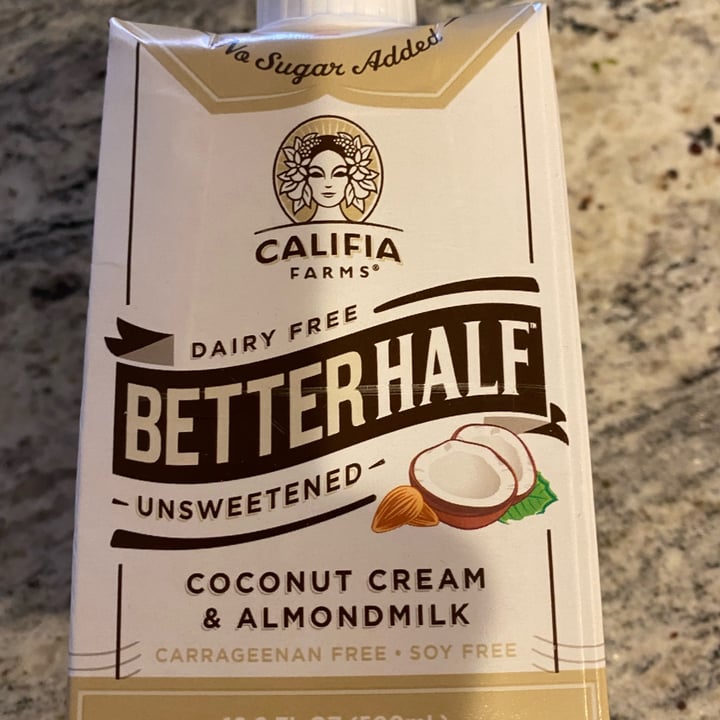 No Sugar Added
CALIFIA
FARMS®
DAIRY FREE
BETTER HALF™
UNSWEETENED
COCONUT CREAM
& ALMONDMILK
CARRAGEENAN FREE • SOY FREE